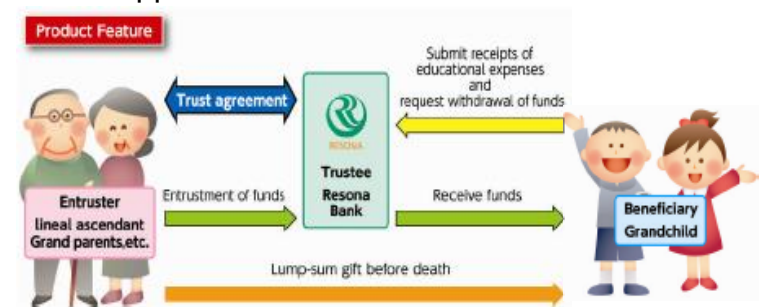 Product Feature
Submit receipts of
educational expenses
and
request withdrawal of funds
Trust agreement
RESONA
Trustee
Resona
Bank
Entruster
lineal ascendant
Grand parents,etc.
Entrustment of funds
Receive funds
Beneficiary
Grandchild
Lump-sum gift before death